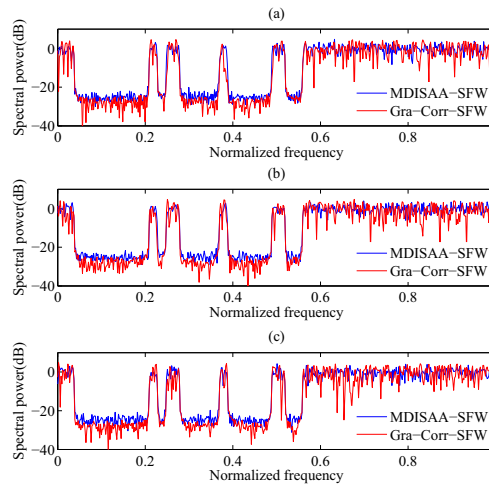 (a)
Spectral power(dB)
0
−20
−40
0
0.2
0.4
0.6
0.8
Normalized frequency
MDISAA−SFW
Gra−Corr−SFW
(b)
Spectral power(dB)
0
−20
−40
0
0.2
0.4
0.6
0.8
Normalized frequency
MDISAA−SFW
Gra−Corr−SFW
(c)
Spectral power(dB)
0
−20
−40
0
0.2
0.4
0.6
0.8
Normalized frequency
MDISAA−SFW
Gra−Corr−SFW